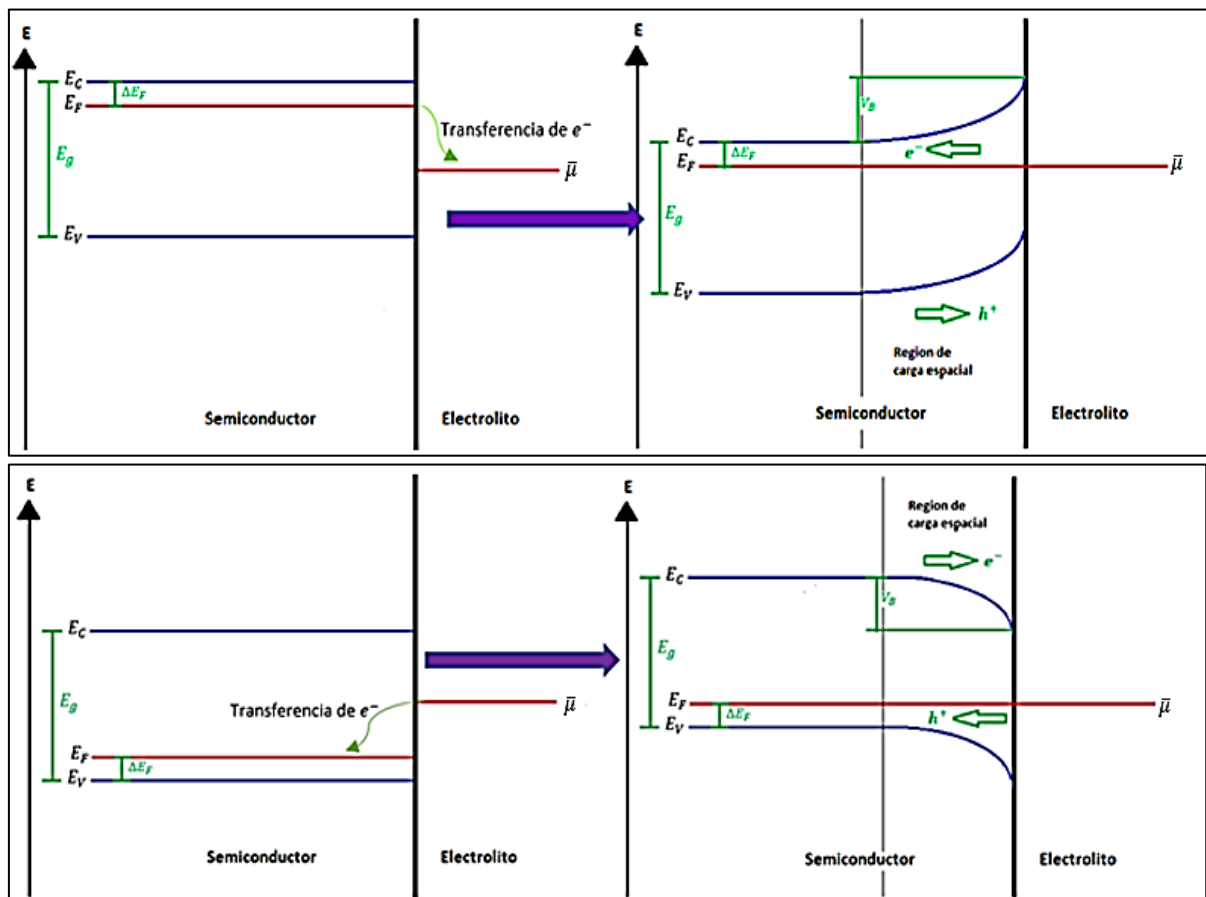 E
E_C
ΔE_F
E_F
Transferencia de e⁻
E_g
μ̄
E_V
Semiconductor
Electrolito
E
V_B
E_C
e⁻
ΔE_F
E_F
μ̄
E_g
E_V
h⁺
Region de
carga espacial
Semiconductor
Electrolito
E
E_C
E_g
Transferencia de e⁻
μ̄
E_F
ΔE_F
E_V
Semiconductor
Electrolito
E
Region de
carga espacial
e⁻
E_C
V_B
E_g
E_F
μ̄
ΔE_F
h⁺
E_V
Semiconductor
Electrolito